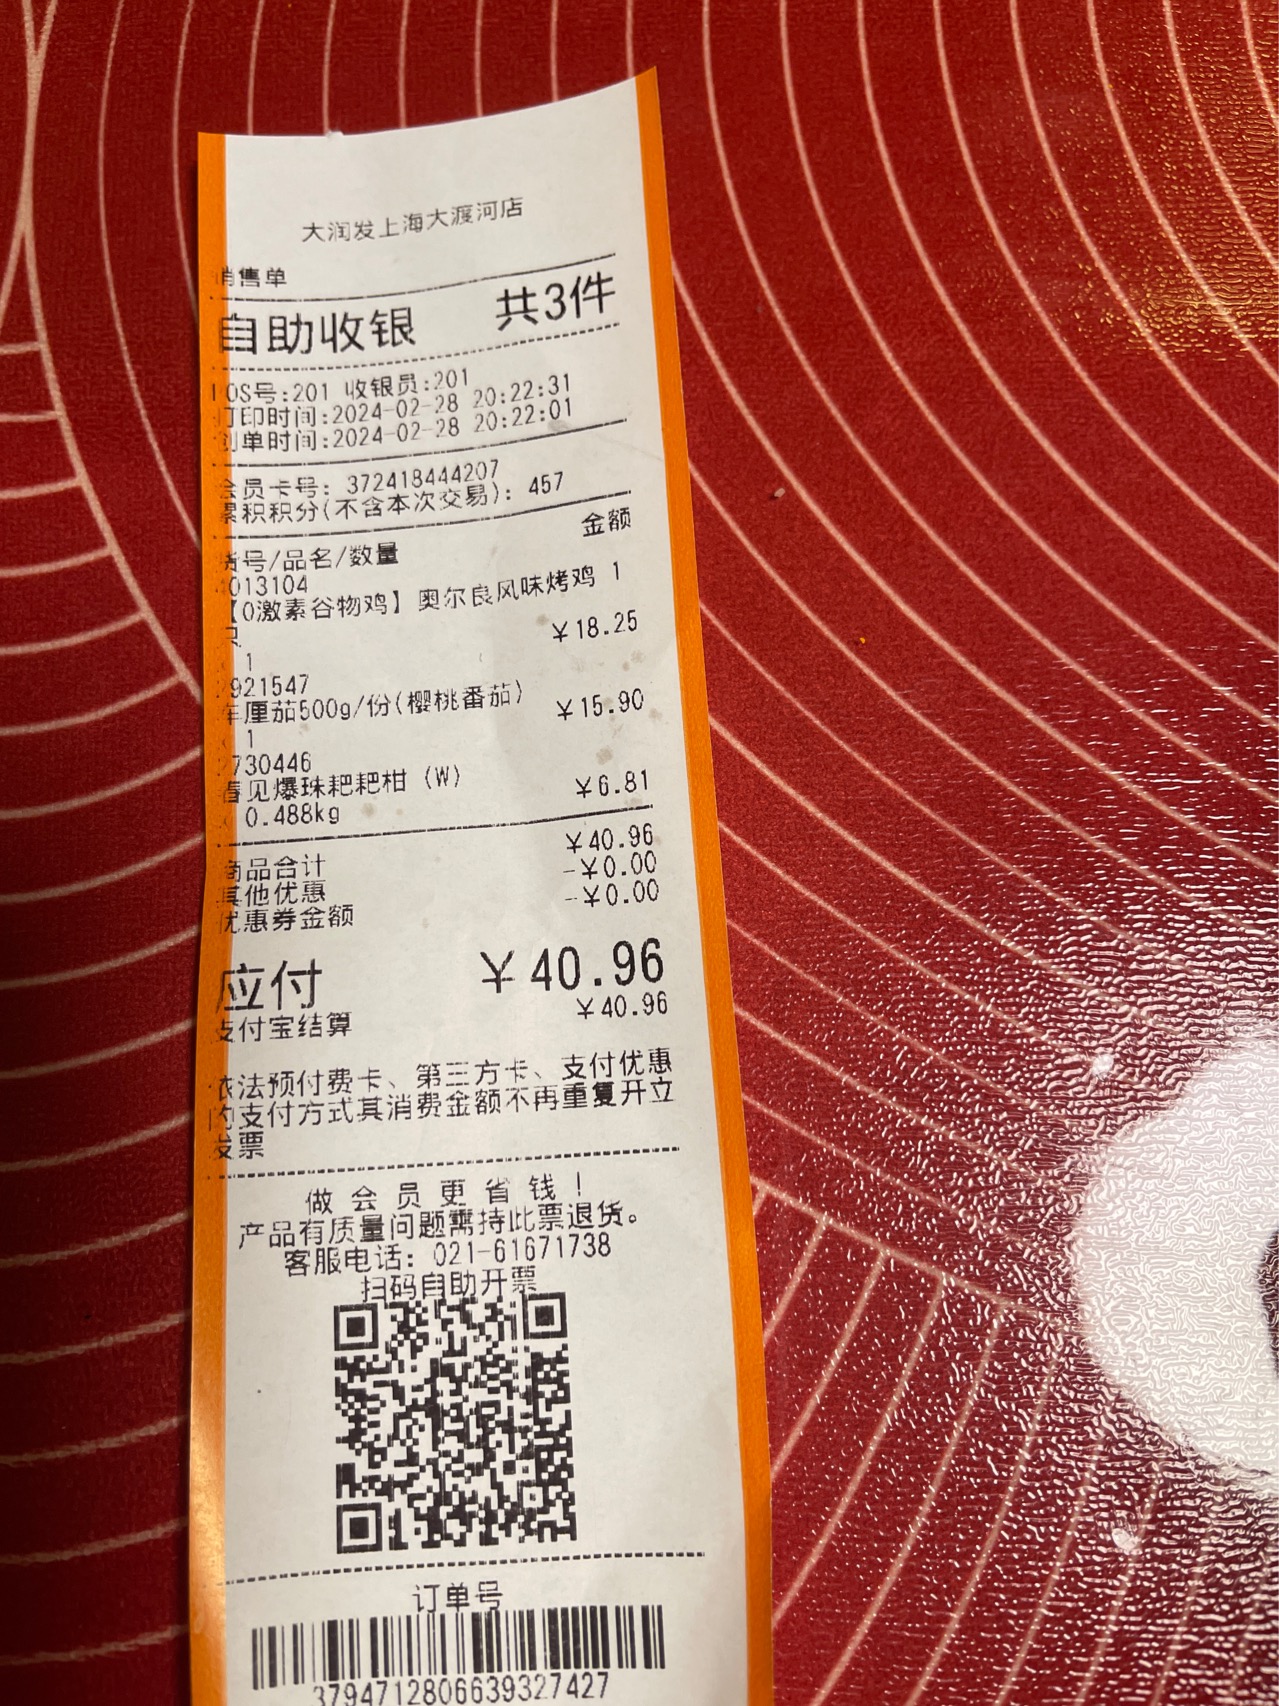 大润发上海大渡河店
销售单
自助收银 共3件
POS号:201 收银员:201
打印时间:2024-02-28 20:22:31
创单时间:2024-02-28 20:22:01
会员卡号: 372418444207
累积积分(不含本次交易): 457
金额
货号/品名/数量
013104
【0激素谷物鸡】奥尔良风味烤鸡 1
只 ￥18.25
1
921547
车厘茄500g/份(樱桃番茄) ￥15.90
1
730446
春见爆珠耙耙柑 (W) ￥6.81
0.488kg
商品合计 ￥40.96
其他优惠 -￥0.00
优惠券金额 -￥0.00
应付 ￥40.96
支付宝结算 ￥40.96
依法预付费卡、第三方卡、支付优惠
的支付方式其消费金额不再重复开立
发票
做会员更省钱!
产品有质量问题需持此票退货。
客服电话: 021-61671738
扫码自助开票
订单号
3794712806639327427